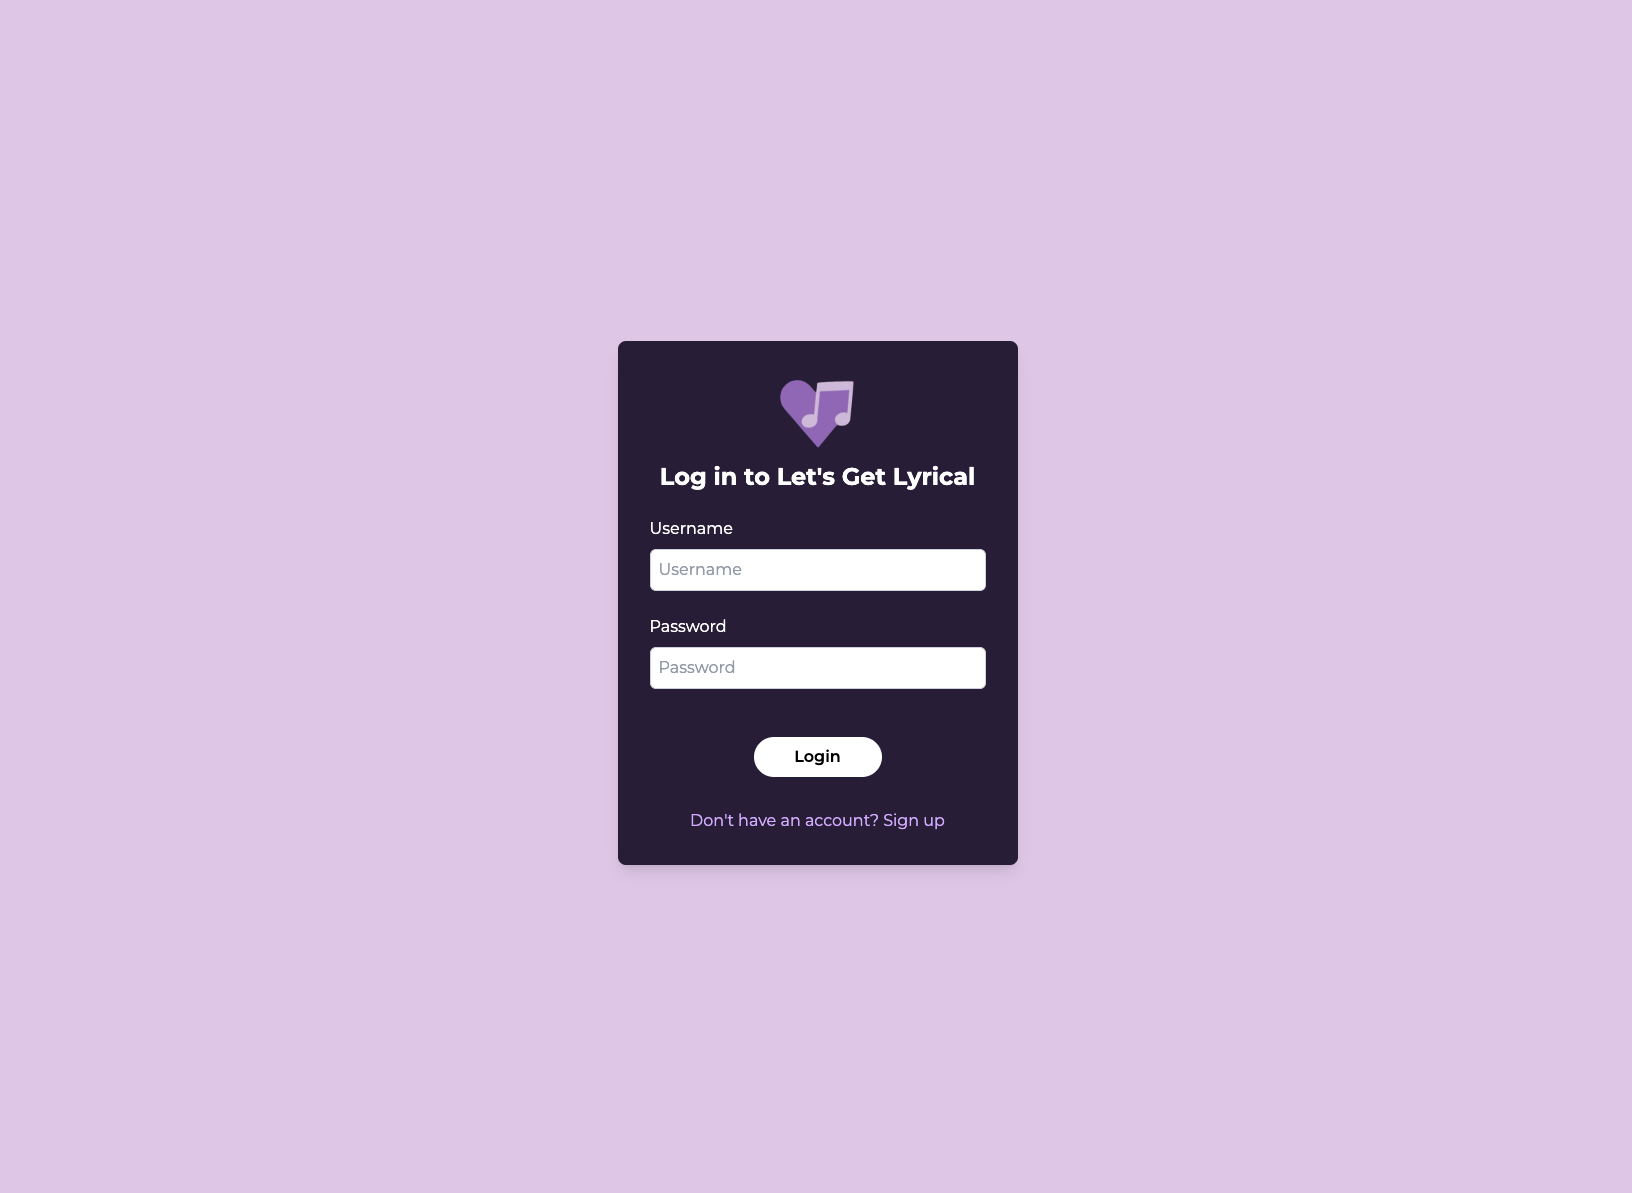 Log in to Let's Get Lyrical
Username
Username
Password
Password
Login
Don't have an account? Sign up